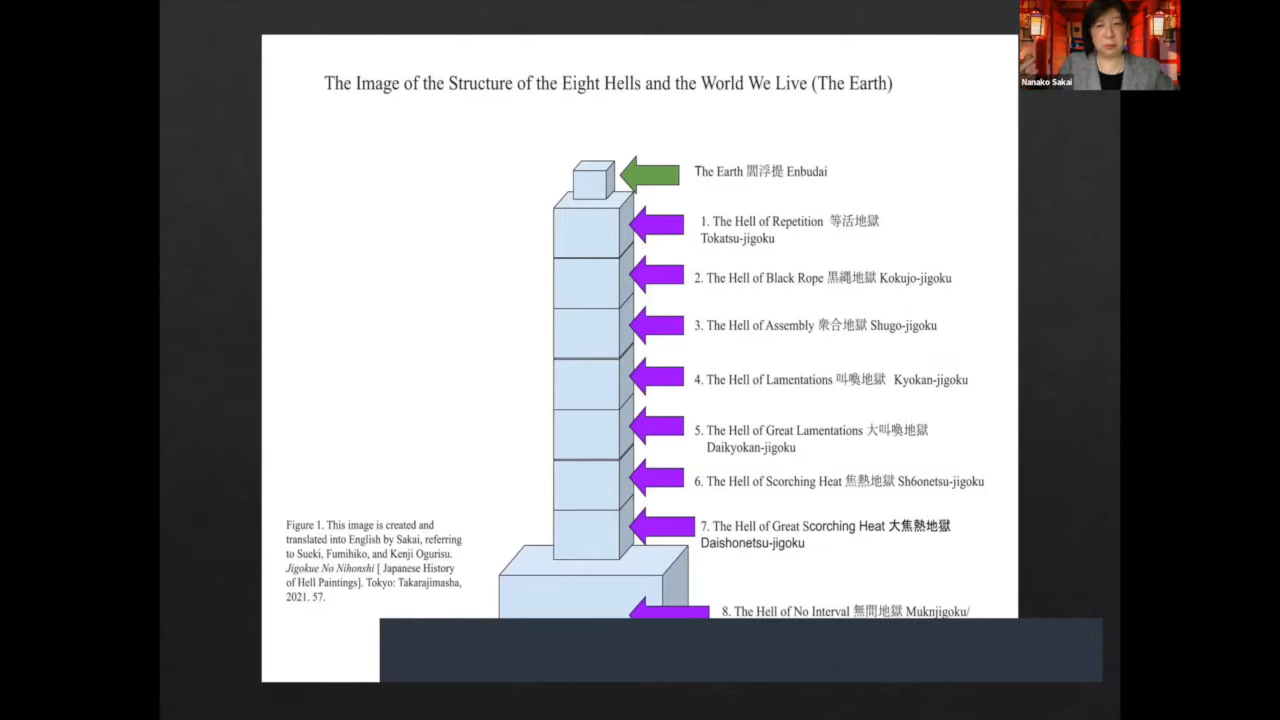 The Image of the Structure of the Eight Hells and the World We Live (The Earth)
Nanako Sakai
The Earth 閻浮提 Enbudai
1. The Hell of Repetition 等活地獄
Tokatsu-jigoku
2. The Hell of Black Rope 黒縄地獄 Kokujo-jigoku
3. The Hell of Assembly 衆合地獄 Shugo-jigoku
4. The Hell of Lamentations 叫喚地獄 Kyokan-jigoku
5. The Hell of Great Lamentations 大叫喚地獄
Daikyokan-jigoku
6. The Hell of Scorching Heat 焦熱地獄 Sh6onetsu-jigoku
7. The Hell of Great Scorching Heat 大焦熱地獄
Daishonetsu-jigoku
8. The Hell of No Interval 無間地獄 Muknjigoku/
Figure 1. This image is created and
translated into English by Sakai, referring
to Sueki, Fumihiko, and Kenji Ogurisu.
Jigokue No Nihonshi [ Japanese History
of Hell Paintings]. Tokyo: Takarajimasha,
2021. 57.